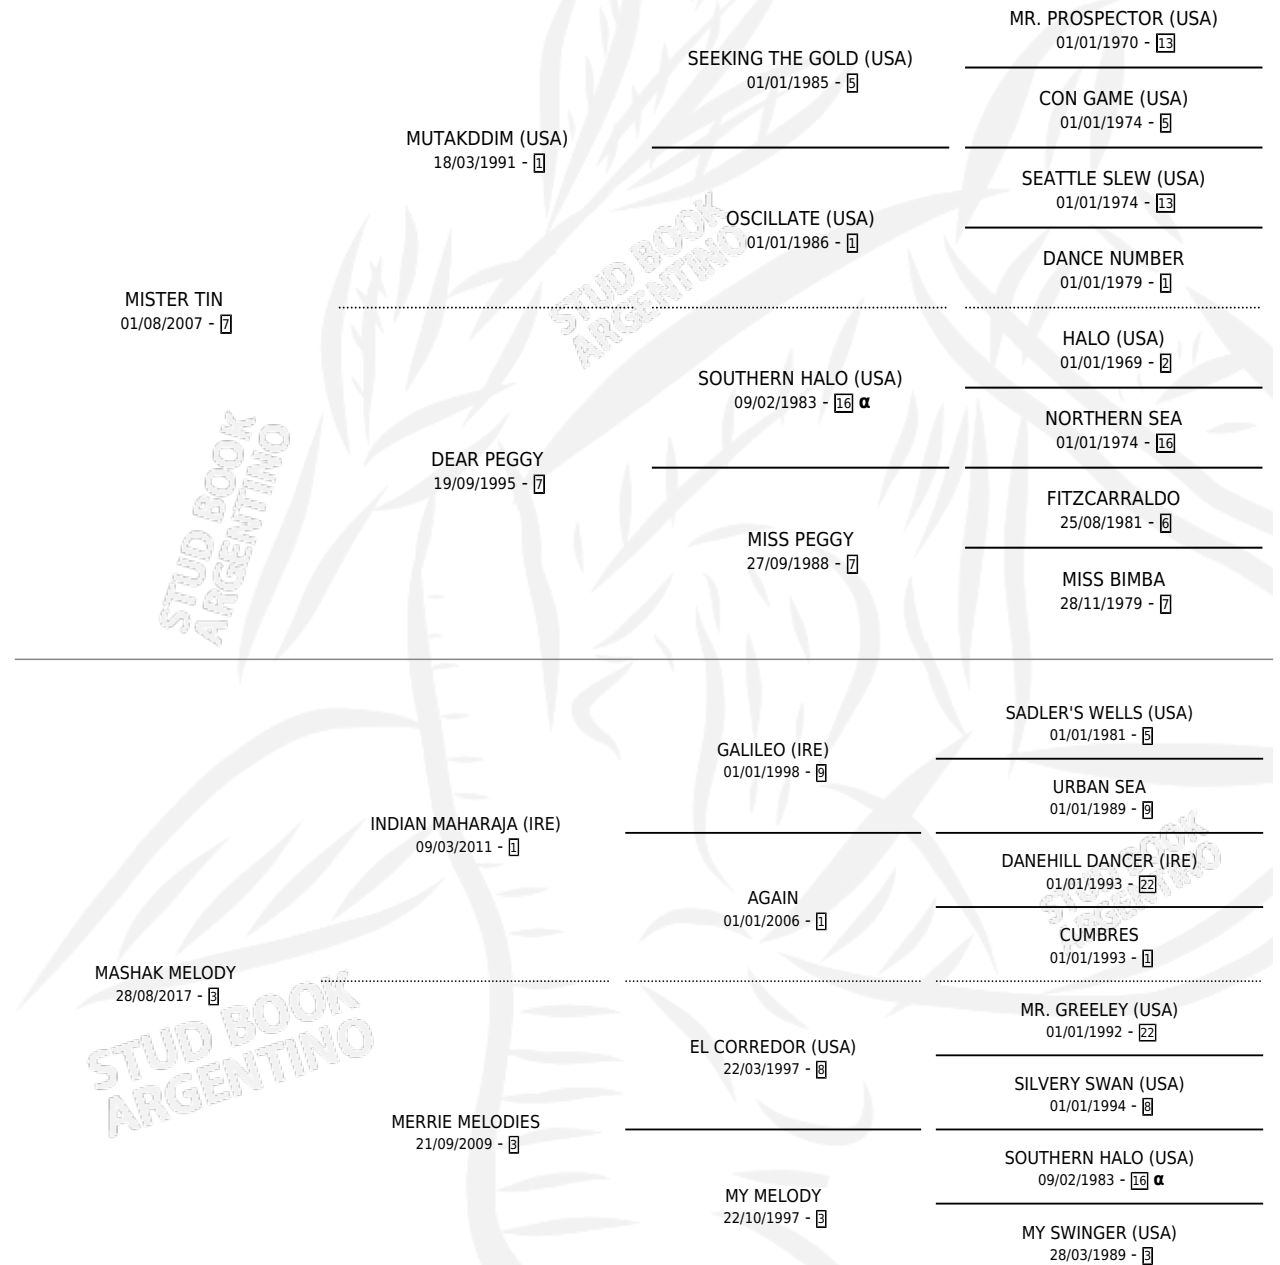 MR. PROSPECTOR (USA)
01/01/1970 - 13
SEEKING THE GOLD (USA)
01/01/1985 - 5
CON GAME (USA)
01/01/1974 - 5
MUTAKDDIM (USA)
18/03/1991 - 1
SEATTLE SLEW (USA)
01/01/1974 - 13
OSCILLATE (USA)
01/01/1986 - 1
DANCE NUMBER
01/01/1979 - 1
STUD BOOK
ARGENTINO
MISTER TIN
01/08/2007 - 7
HALO (USA)
01/01/1969 - 2
SOUTHERN HALO (USA)
09/02/1983 - 16 α
NORTHERN SEA
01/01/1974 - 16
DEAR PEGGY
19/09/1995 - 7
FITZCARRALDO
25/08/1981 - 6
MISS PEGGY
27/09/1988 - 7
MISS BIMBA
28/11/1979 - 7
STUD BOOK
ARGENTINO
SADLER'S WELLS (USA)
01/01/1981 - 5
GALILEO (IRE)
01/01/1998 - 9
URBAN SEA
01/01/1989 - 9
INDIAN MAHARAJA (IRE)
09/03/2011 - 1
DANEHILL DANCER (IRE)
01/01/1993 - 22
AGAIN
01/01/2006 - 1
CUMBRES
01/01/1993 - 1
STUD BOOK
ARGENTINO
MASHAK MELODY
28/08/2017 - 3
MR. GREELEY (USA)
01/01/1992 - 22
EL CORREDOR (USA)
22/03/1997 - 8
SILVERY SWAN (USA)
01/01/1994 - 8
STUD BOOK
ARGENTINO
MERRIE MELODIES
21/09/2009 - 3
SOUTHERN HALO (USA)
09/02/1983 - 16 α
MY MELODY
22/10/1997 - 3
MY SWINGER (USA)
28/03/1989 - 3